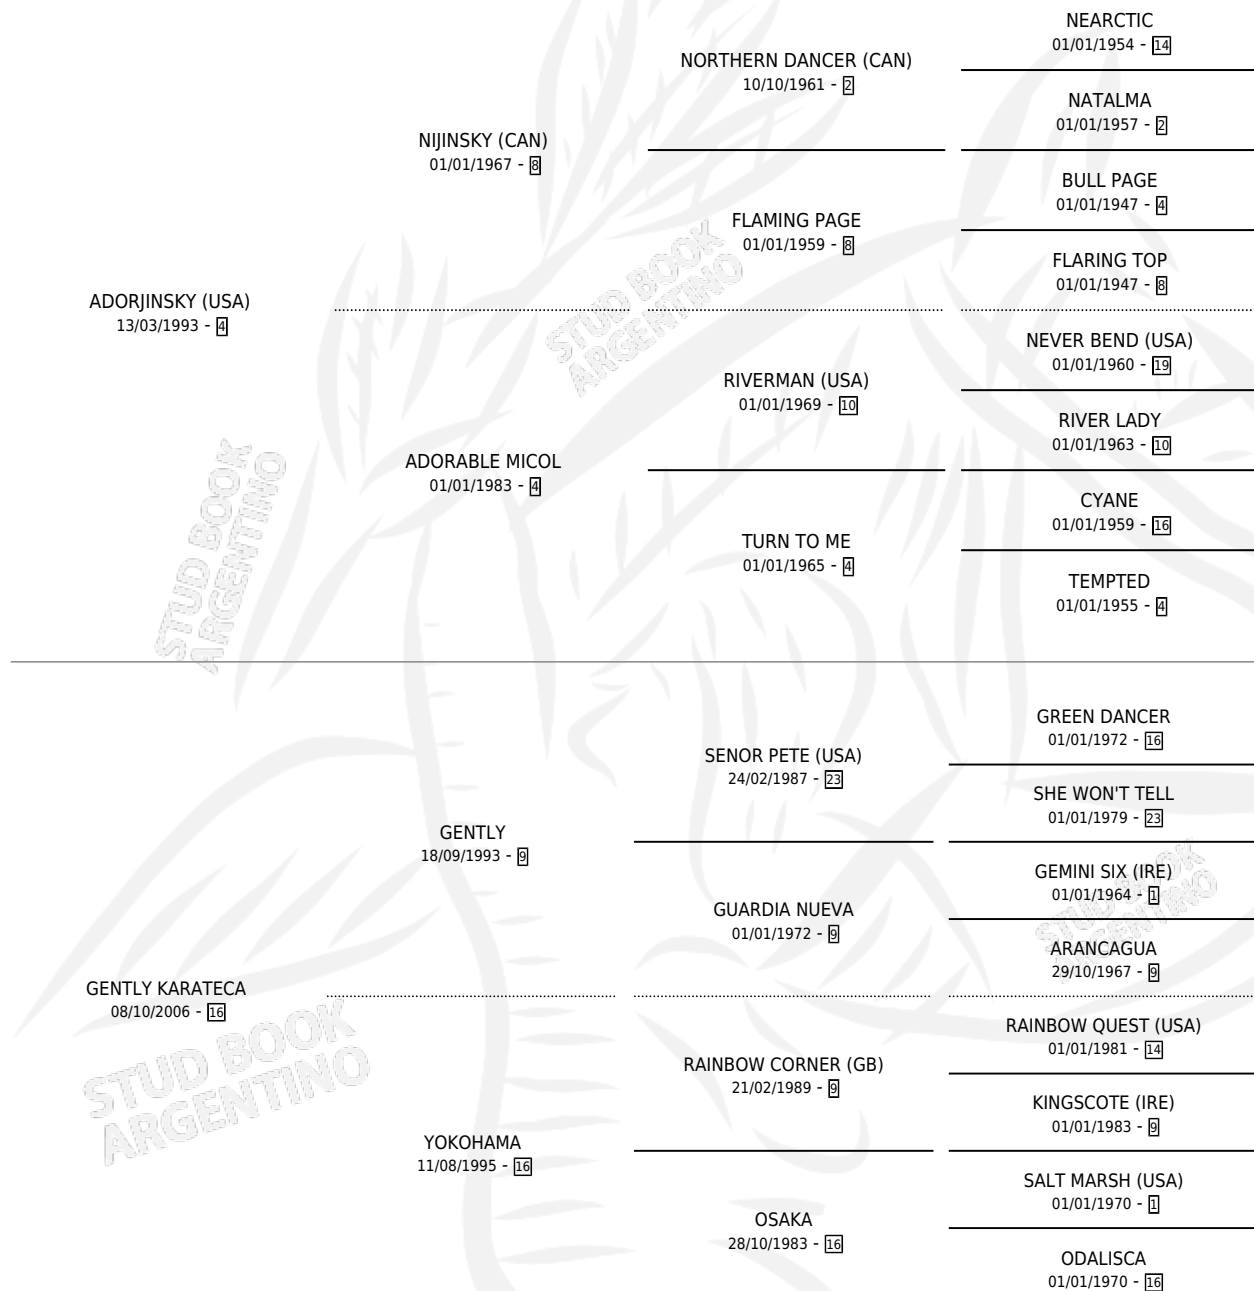 NEARCTIC
01/01/1954 - 14
NORTHERN DANCER (CAN)
10/10/1961 - 2
NATALMA
01/01/1957 - 2
NIJINSKY (CAN)
01/01/1967 - 8
BULL PAGE
01/01/1947 - 4
FLAMING PAGE
01/01/1959 - 8
FLARING TOP
01/01/1947 - 8
ADORJINSKY (USA)
13/03/1993 - 4
NEVER BEND (USA)
01/01/1960 - 19
RIVERMAN (USA)
01/01/1969 - 10
RIVER LADY
01/01/1963 - 10
ADORABLE MICOL
01/01/1983 - 4
CYANE
01/01/1959 - 16
TURN TO ME
01/01/1965 - 4
TEMPTED
01/01/1955 - 4
GREEN DANCER
01/01/1972 - 16
SENOR PETE (USA)
24/02/1987 - 23
SHE WON'T TELL
01/01/1979 - 23
GENTLY
18/09/1993 - 9
GEMINI SIX (IRE)
01/01/1964 - 1
GUARDIA NUEVA
01/01/1972 - 9
ARANCAGUA
29/10/1967 - 9
GENTLY KARATECA
08/10/2006 - 16
RAINBOW QUEST (USA)
01/01/1981 - 14
RAINBOW CORNER (GB)
21/02/1989 - 9
KINGSCOTE (IRE)
01/01/1983 - 9
YOKOHAMA
11/08/1995 - 16
SALT MARSH (USA)
01/01/1970 - 1
OSAKA
28/10/1983 - 16
ODALISCA
01/01/1970 - 16
STUD BOOK
ARGENTINO
STUD BOOK
ARGENTINO
STUD BOOK
ARGENTINO
STUD BOOK
ARGENTINO